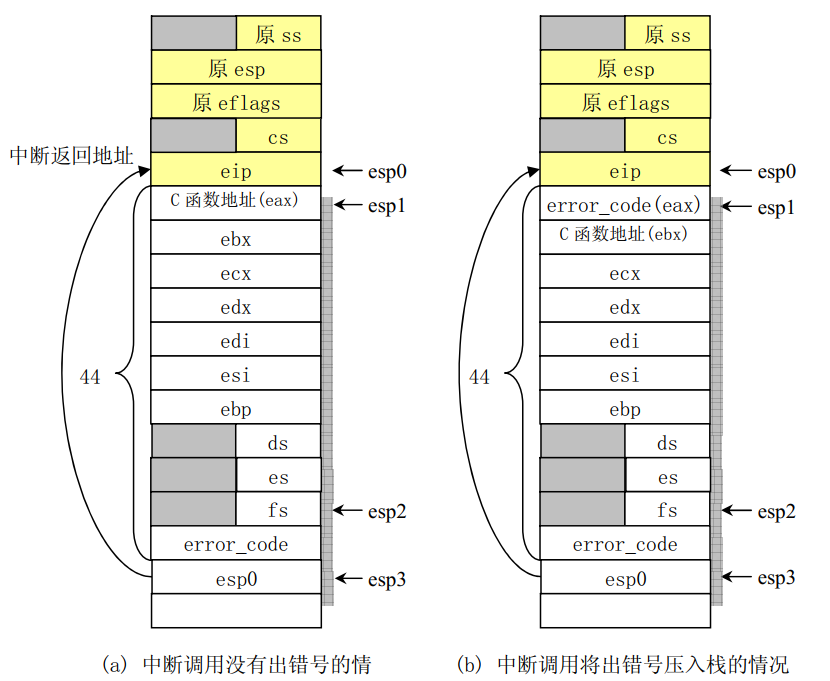 原 ss
原 esp
原 eflags
cs
中断返回地址
eip
esp0
C 函数地址(eax)
esp1
ebx
ecx
edx
edi
44
esi
ebp
ds
es
fs
esp2
error_code
esp0
esp3
(a) 中断调用没有出错号的情
原 ss
原 esp
原 eflags
cs
eip
esp0
error_code(eax)
esp1
C 函数地址(ebx)
ecx
edx
edi
44
esi
ebp
ds
es
fs
esp2
error_code
esp0
esp3
(b) 中断调用将出错号压入栈的情况